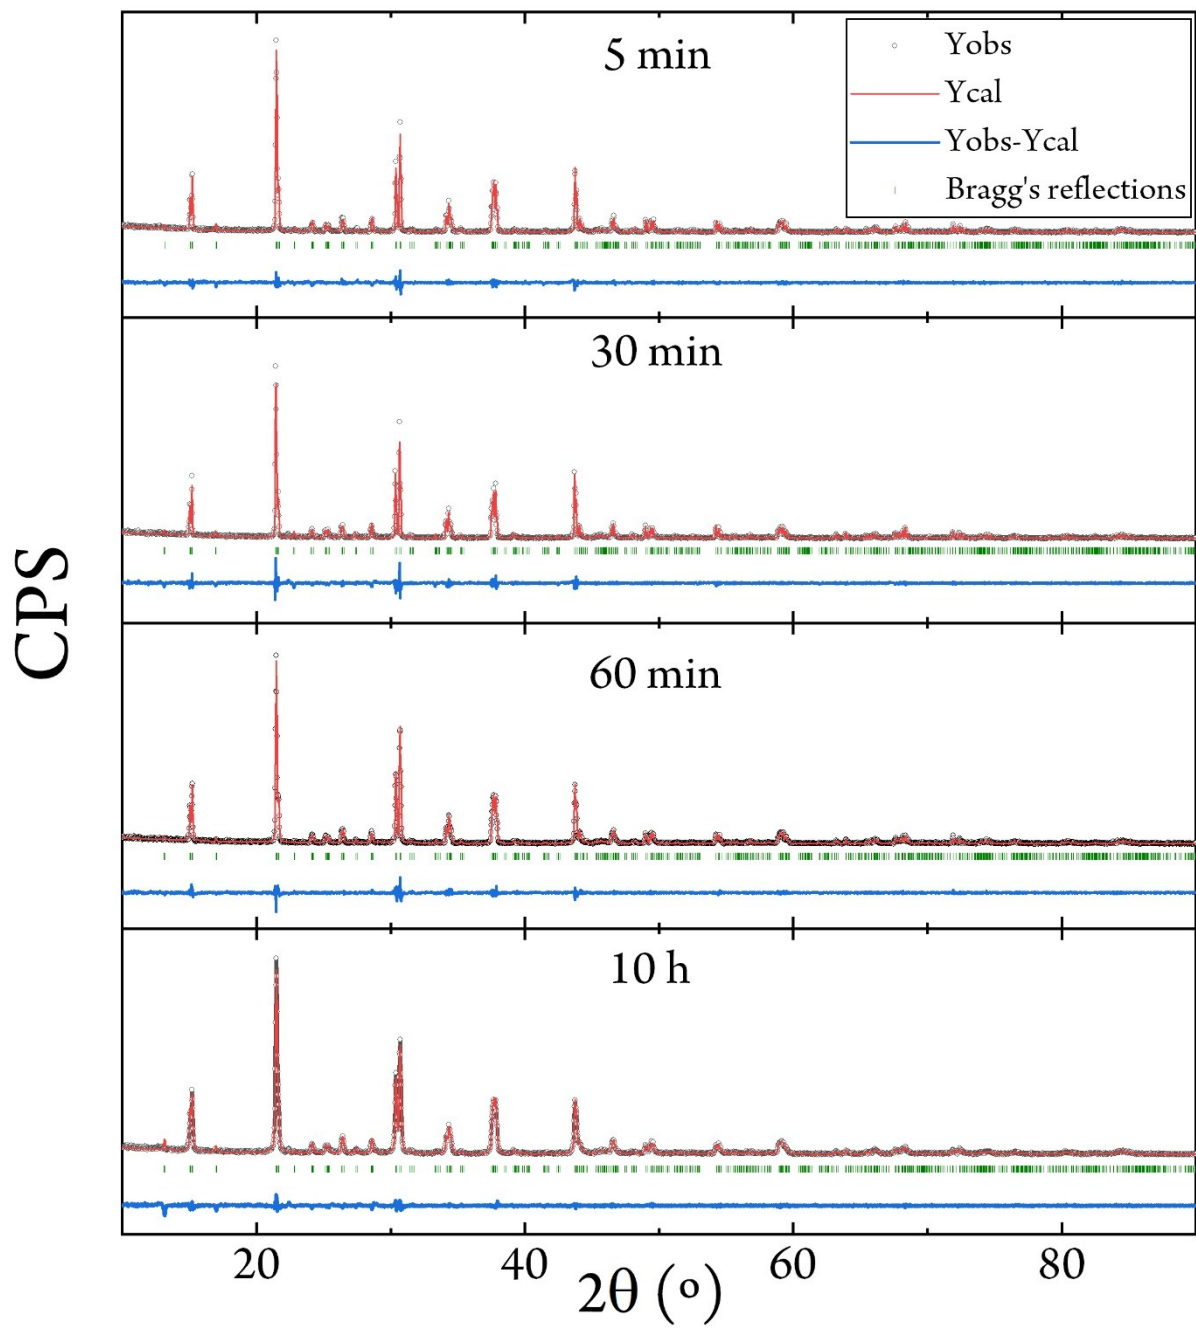 5 min
Yobs
Ycal
Yobs-Ycal
Bragg's reflections
30 min
CPS
60 min
10 h
20
40
60
80
2θ (º)